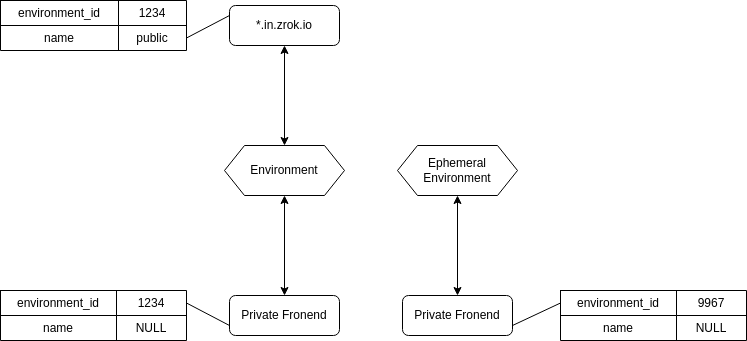 environment_id 1234
name public
*.in.zrok.io
Environment
Ephemeral
Environment
environment_id 1234
name NULL
Private Fronend
Private Fronend
environment_id 9967
name NULL